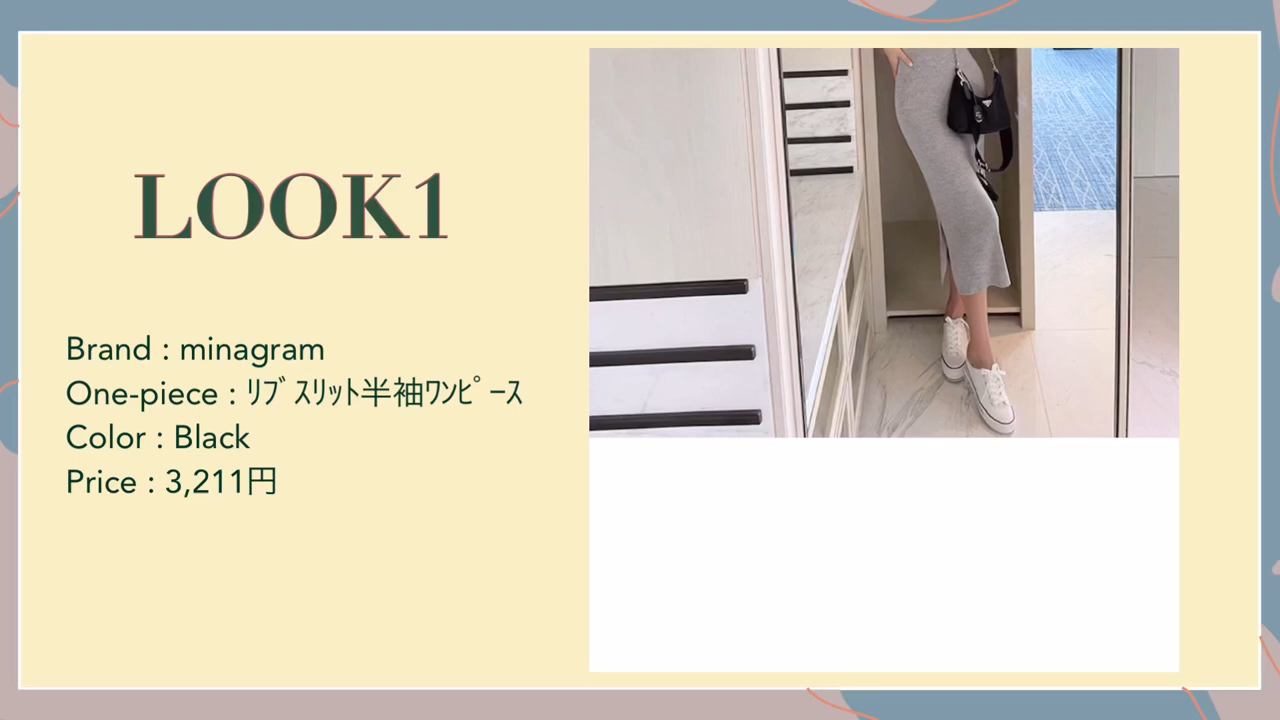 LOOK1
Brand : minagram
One-piece : ﾘﾌﾞｽﾘｯﾄ半袖ﾜﾝﾋﾟｰｽ
Color : Black
Price : 3,211円